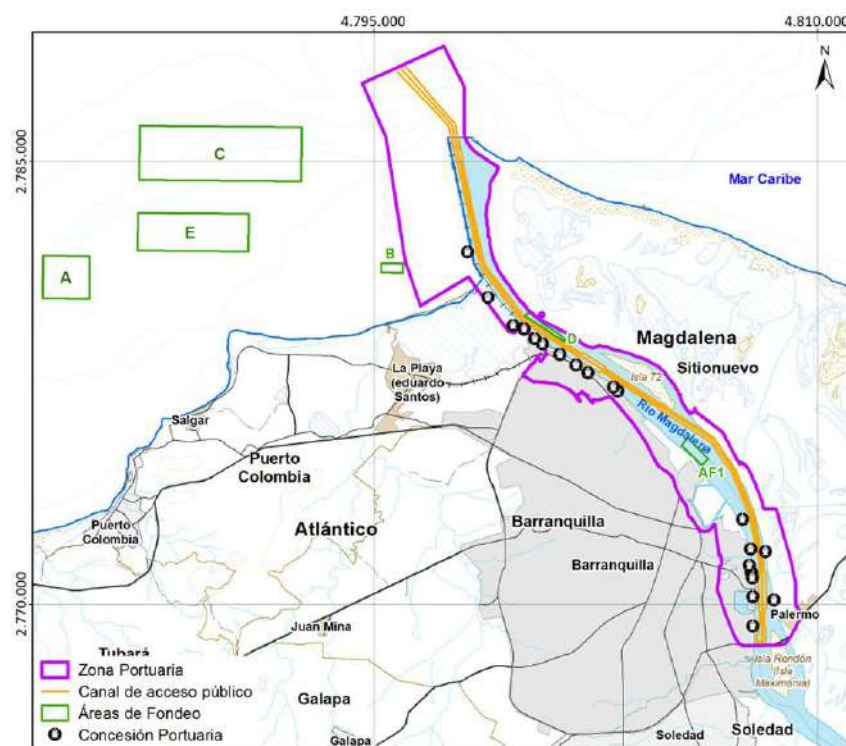 4.795.000
4.810.000
N
2.785.000
C
Mar Caribe
E
A
B
D
Magdalena
Sitionuevo
La Playa
(eduardo
Santos)
Isla 72
Río Magdalena
Salgar
Puerto
Colombia
AF1
Puerto
Colombia
Atlántico
Barranquilla
Barranquilla
2.770.000
Palermo
Juan Mina
Tubará
Isla Rondón
(Isla
Maximania)
Zona Portuaria
Canal de acceso público
Áreas de Fondeo
Concesión Portuaria
Galapa
Galapa
Soledad
Soledad